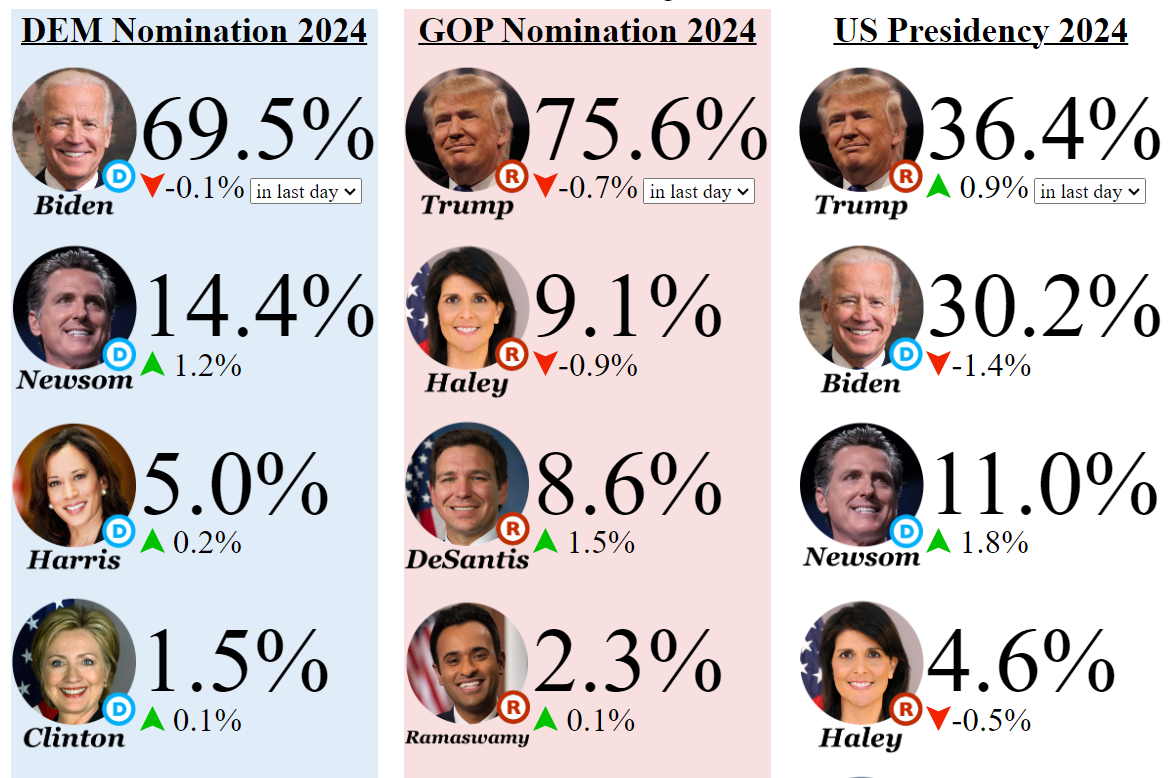 DEM Nomination 2024
D
69.5%
-0.1% in last day
Biden
D
14.4%
1.2%
Newsom
D
5.0%
0.2%
Harris
D
1.5%
0.1%
Clinton
GOP Nomination 2024
R
75.6%
-0.7% in last day
Trump
R
9.1%
-0.9%
Haley
R
8.6%
1.5%
DeSantis
R
2.3%
0.1%
Ramaswamy
US Presidency 2024
R
36.4%
0.9% in last day
Trump
D
30.2%
-1.4%
Biden
D
11.0%
1.8%
Newsom
R
4.6%
-0.5%
Haley